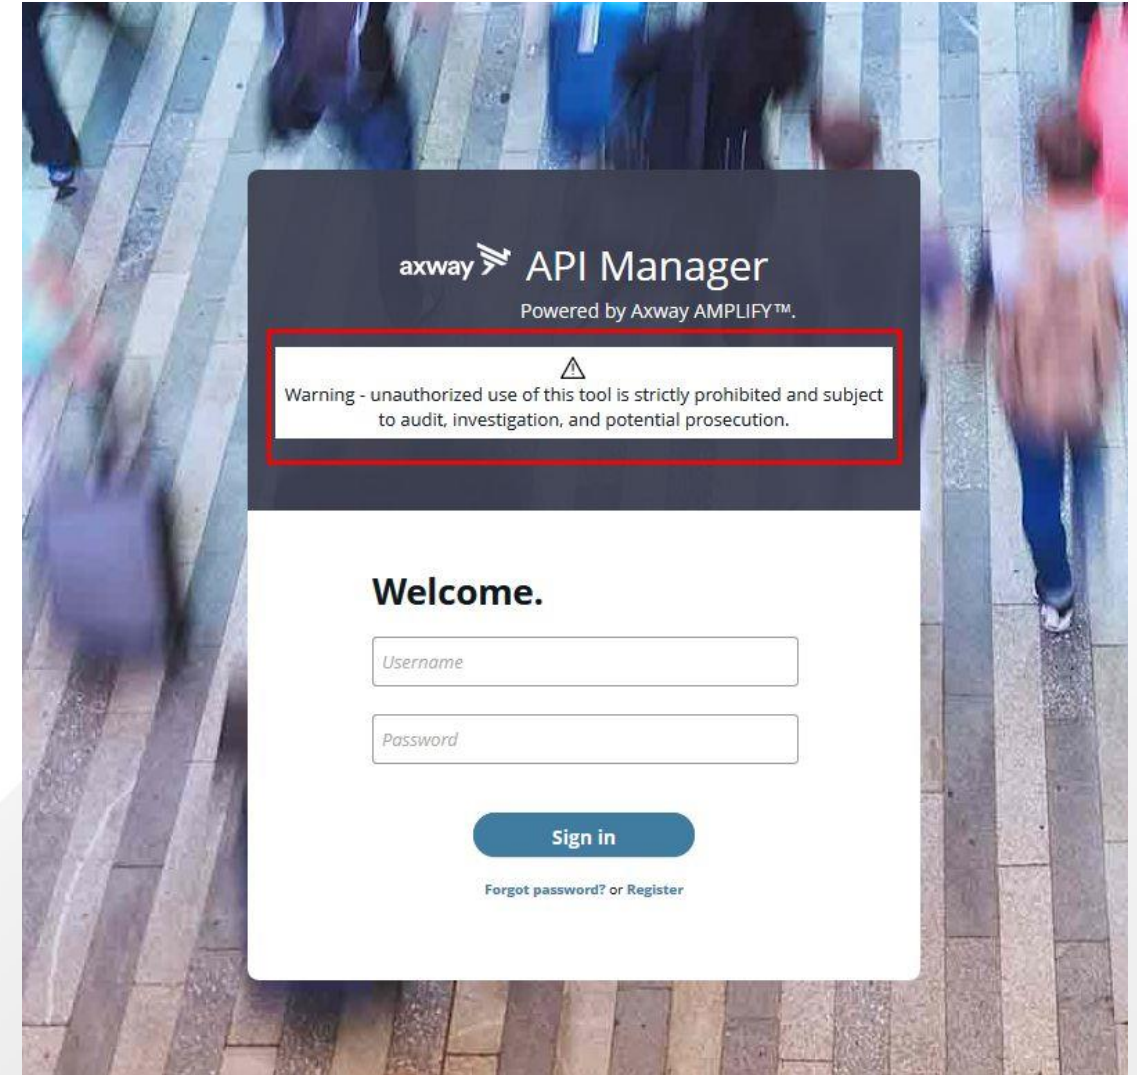 axway API Manager
Powered by Axway AMPLIFY™.
Warning - unauthorized use of this tool is strictly prohibited and subject
to audit, investigation, and potential prosecution.
Welcome.
Username
Password
Sign in
Forgot password? or Register